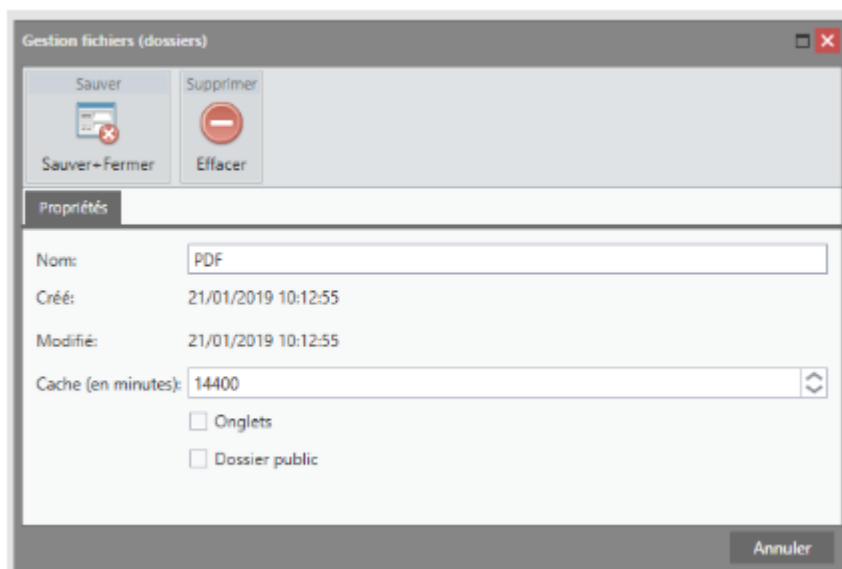 Gestion fichiers (dossiers)
Sauver
Supprimer
Sauver+Fermer
Effacer
Propriétés
Nom: PDF
Créé: 21/01/2019 10:12:55
Modifié: 21/01/2019 10:12:55
Cache (en minutes): 14400
Onglets
Dossier public
Annuler